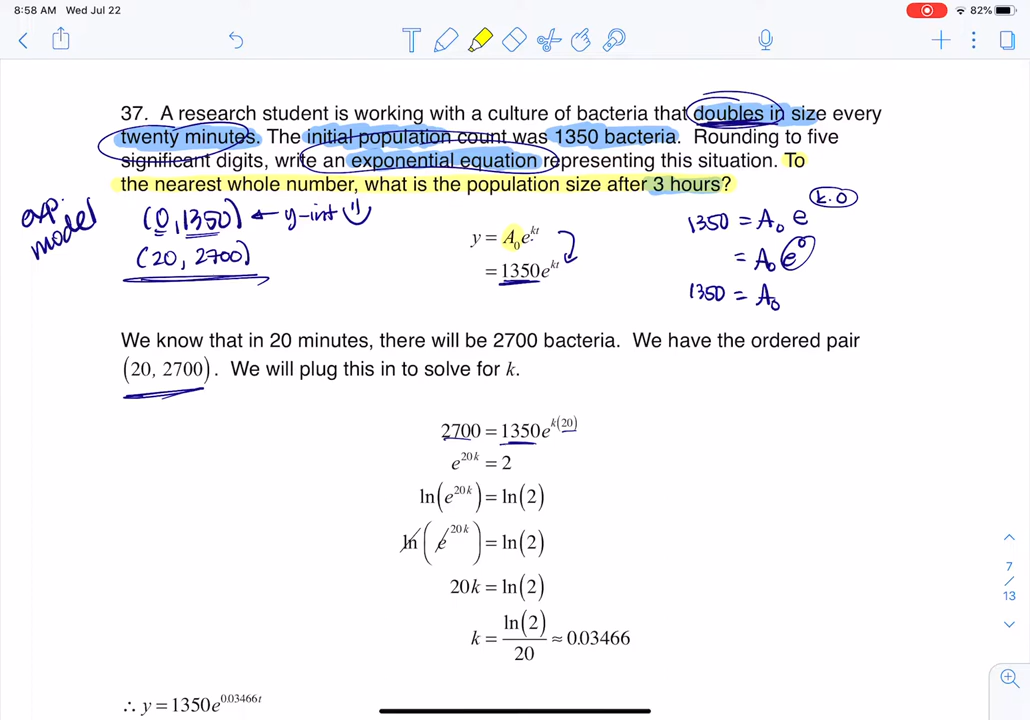 8:58 AM Wed Jul 22
82%
T
37. A research student is working with a culture of bacteria that doubles in size every
twenty minutes. The initial population count was 1350 bacteria. Rounding to five
significant digits, write an exponential equation representing this situation. To
the nearest whole number, what is the population size after 3 hours?
exp.
model
(0, 1350) ← y-int
(20, 2700)
y = A₀e^{kt}
= 1350e^{kt}
1350 = A₀ e^{k·0}
= A₀ e^{0}
1350 = A₀
We know that in 20 minutes, there will be 2700 bacteria. We have the ordered pair
(20, 2700). We will plug this in to solve for k.
2700 = 1350e^{k(20)}
e^{20k} = 2
ln(e^{20k}) = ln(2)
ln(e^{20k}) = ln(2)
20k = ln(2)
k = ln(2)/20 ≈ 0.03466
∴ y = 1350e^{0.03466t}
7
/
13